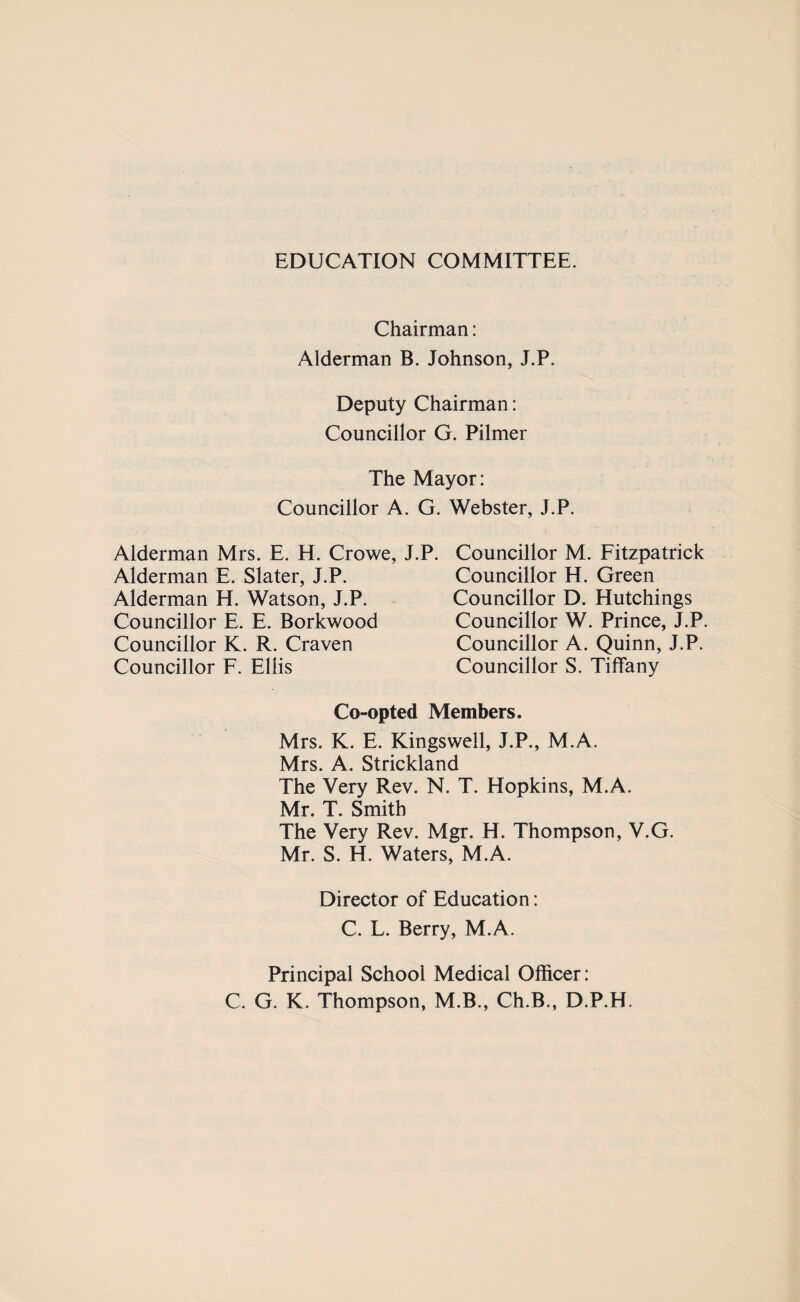 EDUCATION COMMITTEE.
Chairman:
Alderman B. Johnson, J.P.
Deputy Chairman:
Councillor G. Pilmer
The Mayor:
Councillor A. G. Webster, J.P.
Alderman Mrs. E. H. Crowe, J.P.
Alderman E. Slater, J.P.
Alderman H. Watson, J.P.
Councillor E. E. Borkwood
Councillor K. R. Craven
Councillor F. Ellis
Councillor M. Fitzpatrick
Councillor H. Green
Councillor D. Hutchings
Councillor W. Prince, J.P.
Councillor A. Quinn, J.P.
Councillor S. Tiffany
Co-opted Members.
Mrs. K. E. Kingswell, J.P., M.A.
Mrs. A. Strickland
The Very Rev. N. T. Hopkins, M.A.
Mr. T. Smith
The Very Rev. Mgr. H. Thompson, V.G.
Mr. S. H. Waters, M.A.
Director of Education:
C. L. Berry, M.A.
Principal School Medical Officer:
C. G. K. Thompson, M.B., Ch.B., D.P.H.